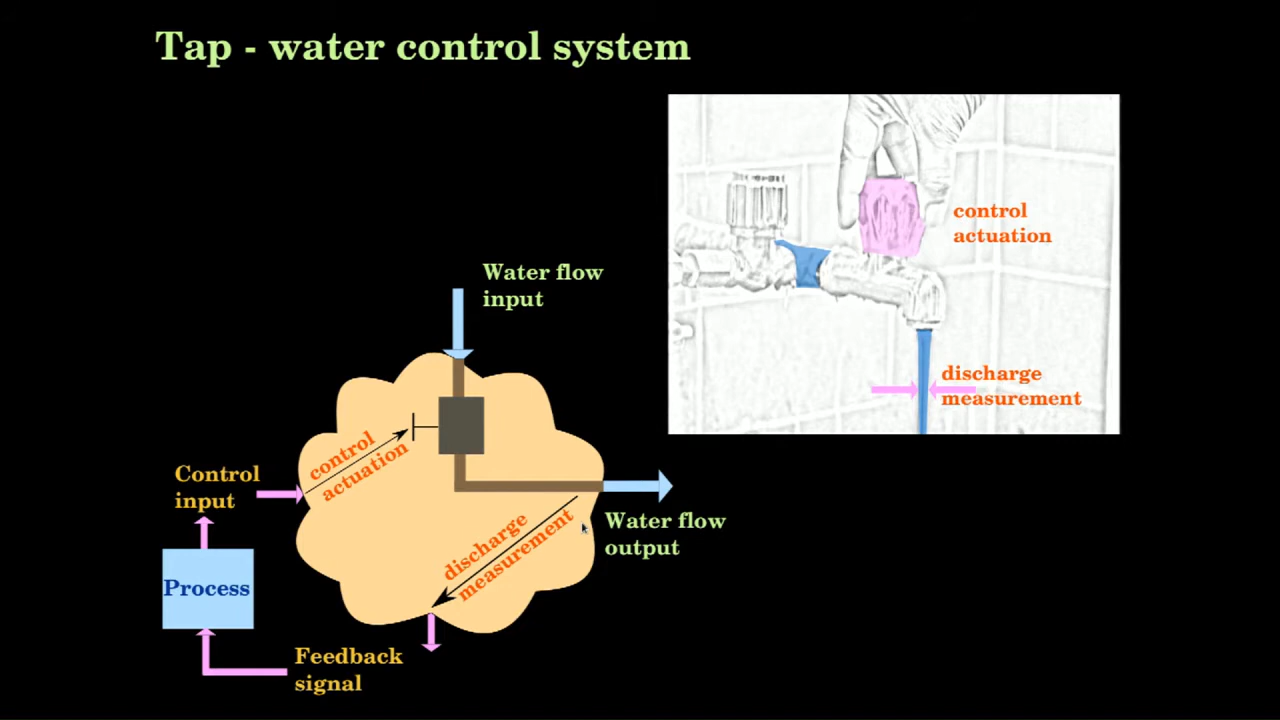 Tap - water control system
control
actuation
discharge
measurement
Water flow
input
control
actuation
Control
input
discharge
measurement
Water flow
output
Process
Feedback
signal